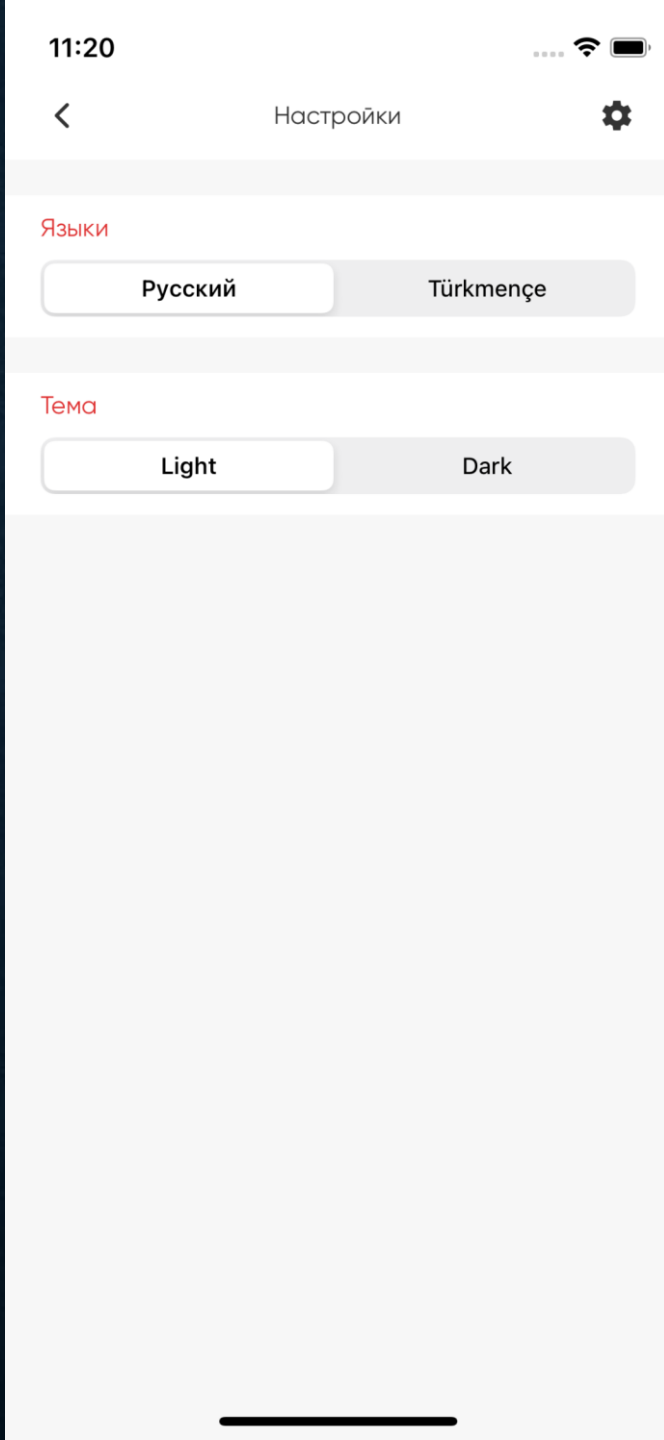 11:20
Настройки
Языки
Русский Türkmençe
Тема
Light Dark